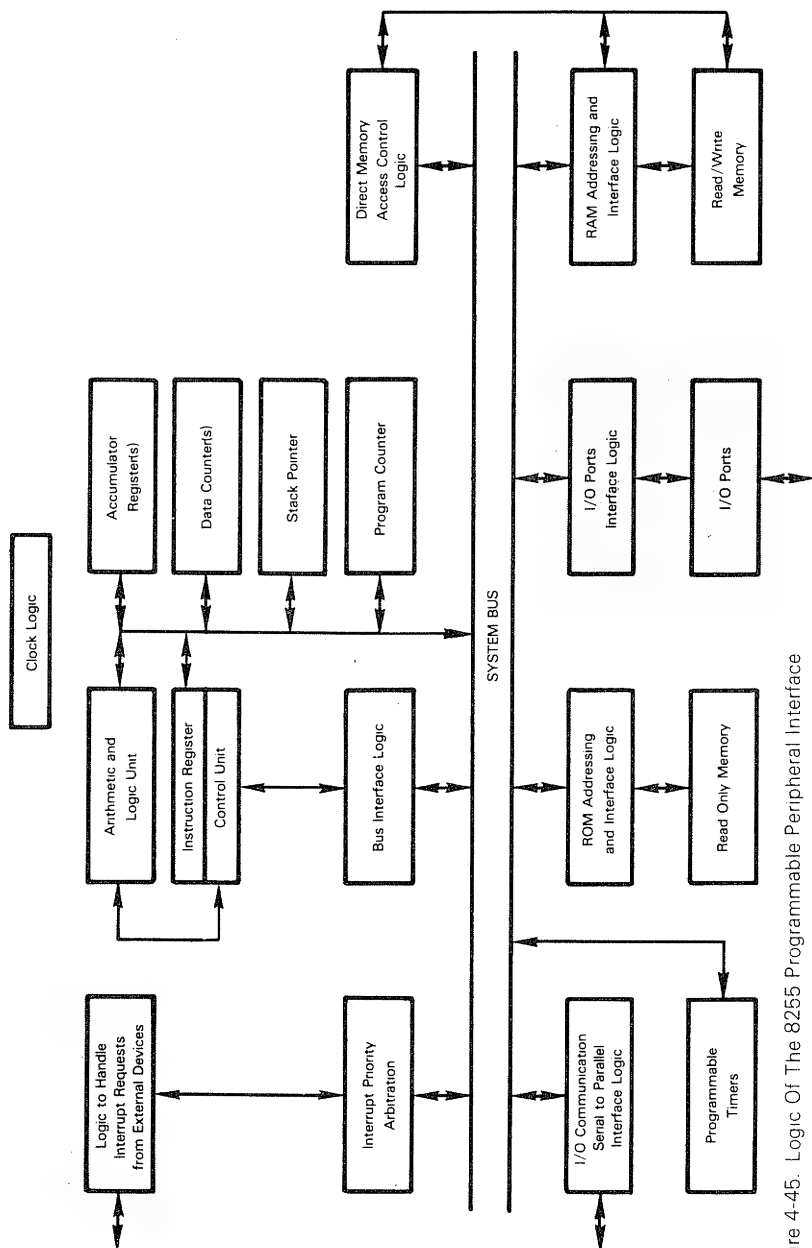 Clock Logic
Logic to Handle
Interrupt Requests
from External Devices
Interrupt Priority
Arbitration
Arithmetic and
Logic Unit
Instruction Register
Control Unit
Bus Interface Logic
Accumulator
Register(s)
Data Counter(s)
Stack Pointer
Program Counter
Direct Memory
Access Control
Logic
SYSTEM BUS
I/O Communication
Serial to Parallel
Interface Logic
Programmable
Timers
ROM Addressing
and Interface Logic
Read Only Memory
I/O Ports
Interface Logic
I/O Ports
RAM Addressing and
Interface Logic
Read/Write
Memory
re 4-45. Logic Of The 8255 Programmable Peripheral Interface